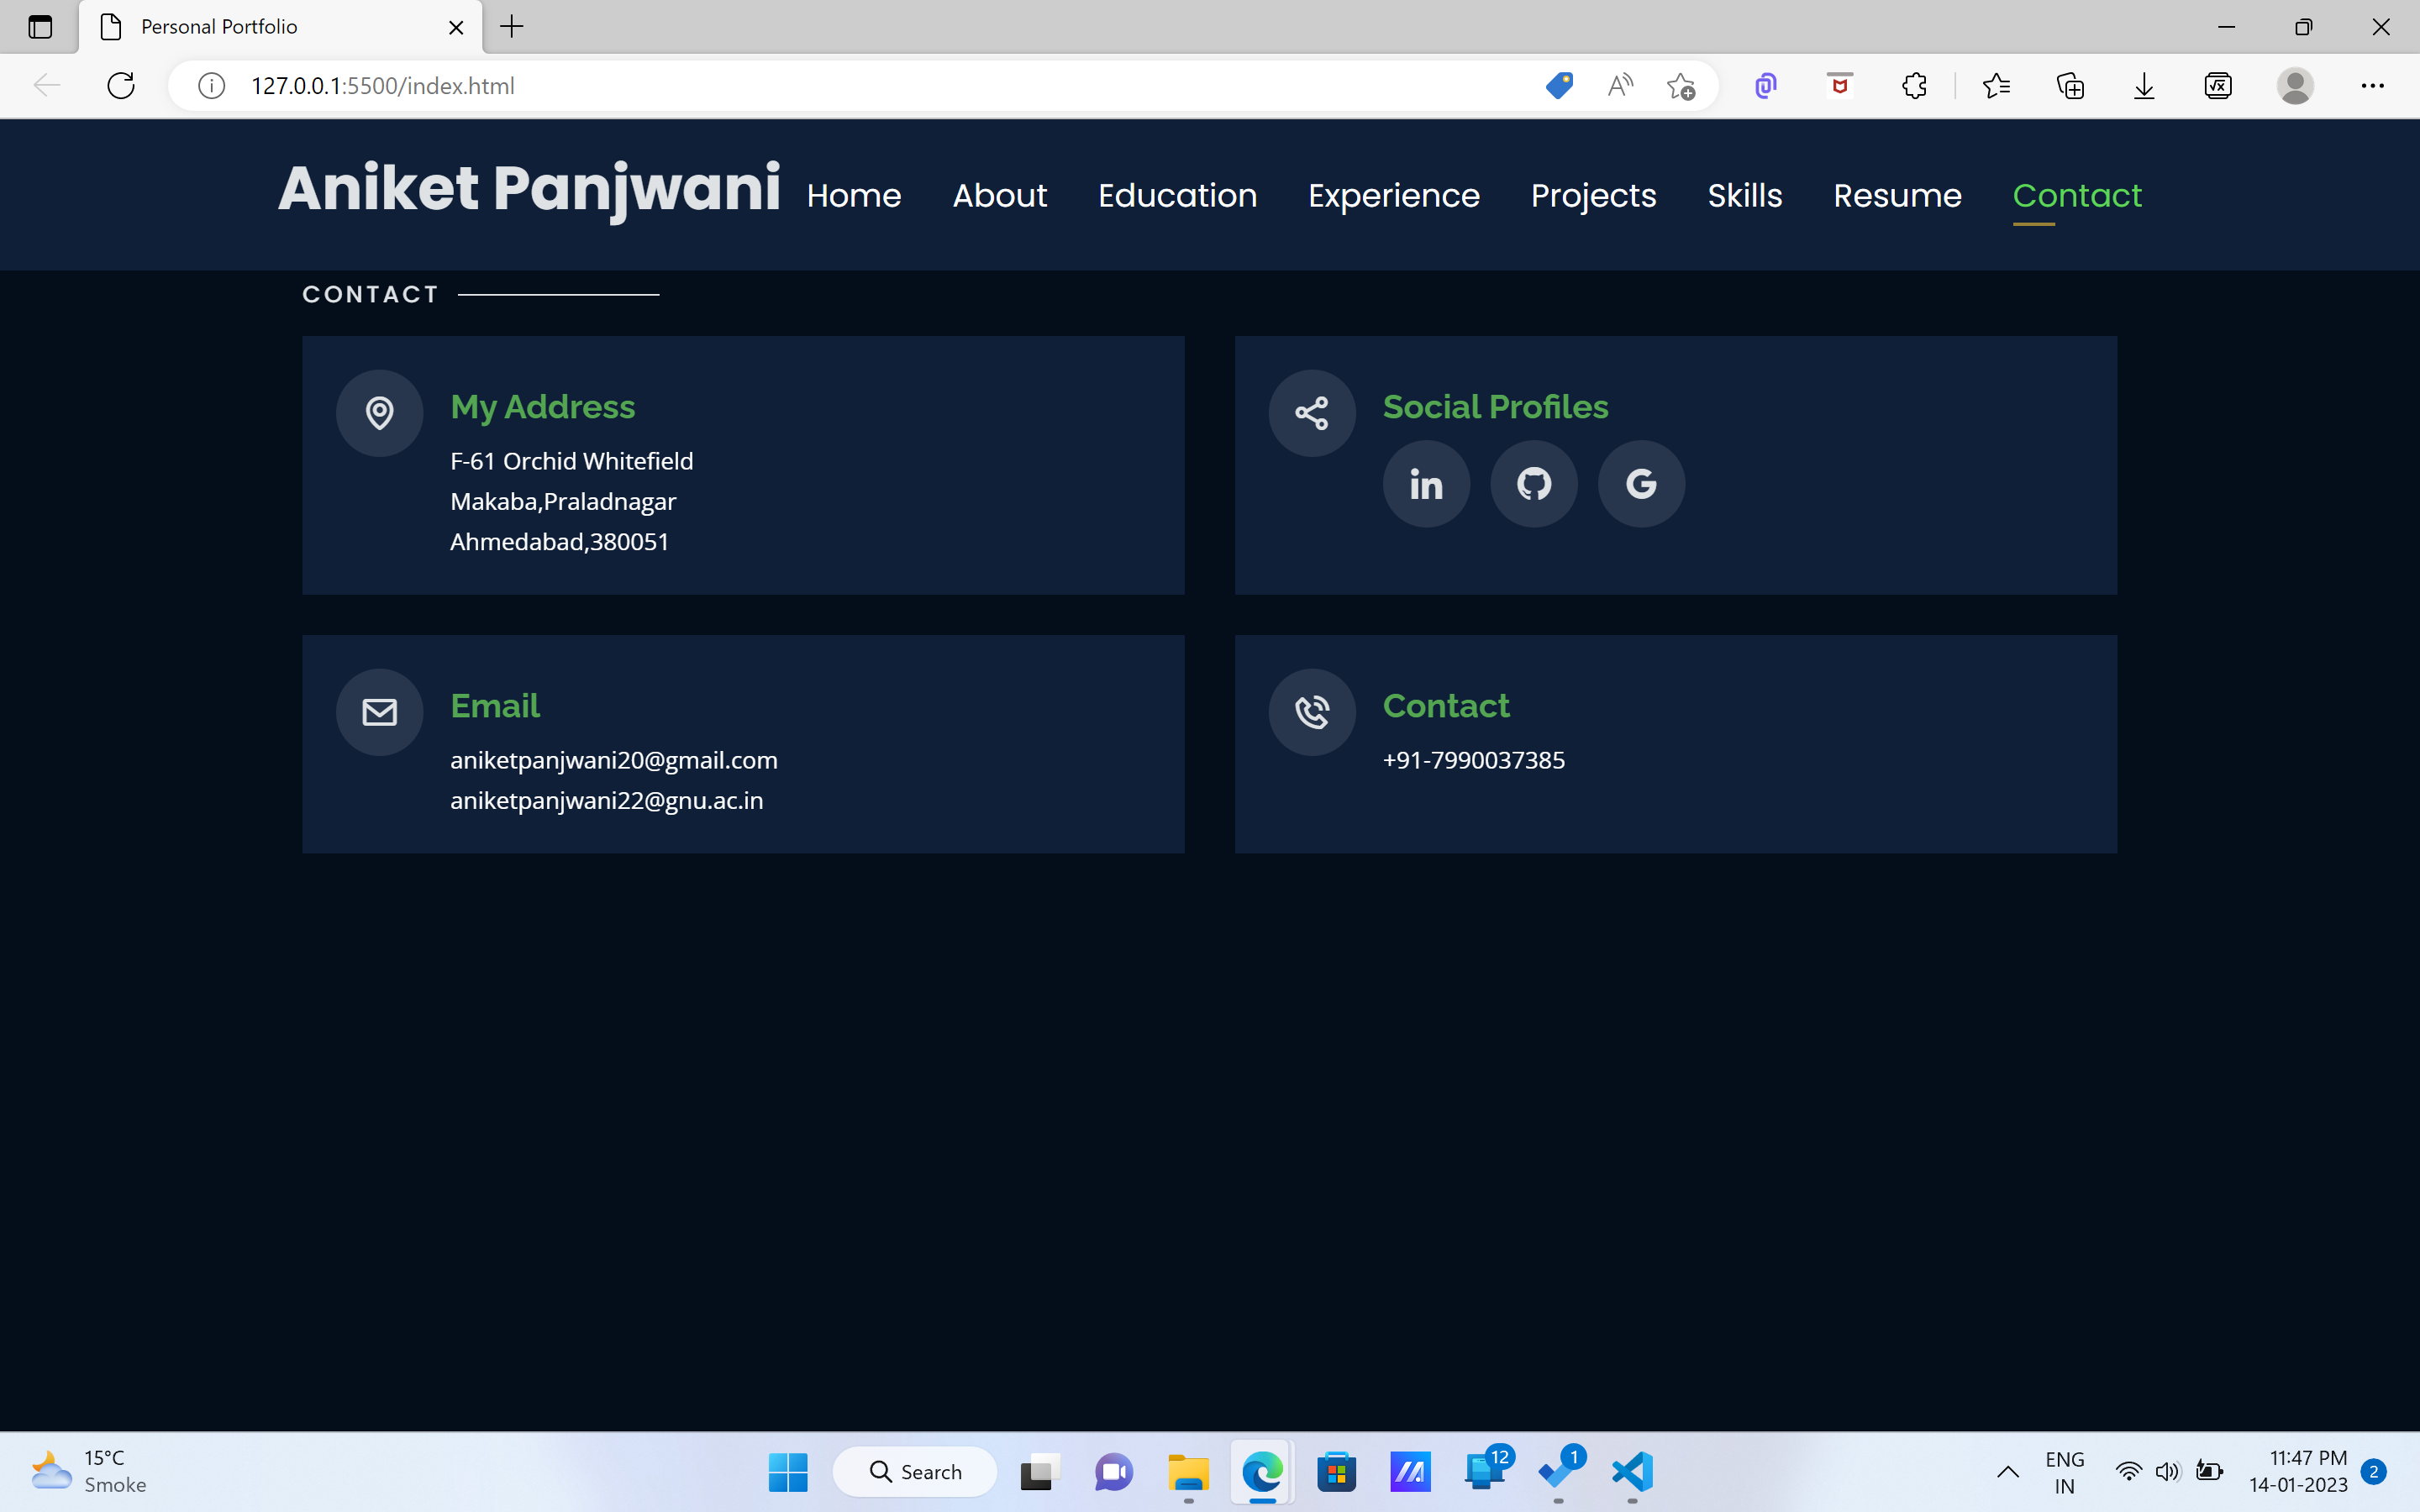 Personal Portfolio
127.0.0.1:5500/index.html
Aniket Panjwani Home About Education Experience Projects Skills Resume Contact
CONTACT
My Address
F-61 Orchid Whitefield
Makaba,Praladnagar
Ahmedabad,380051
Social Profiles
Email
aniketpanjwani20@gmail.com
aniketpanjwani22@gnu.ac.in
Contact
+91-7990037385
15°C
Smoke
Search
12
1
ENG
IN
11:47 PM
14-01-2023
2